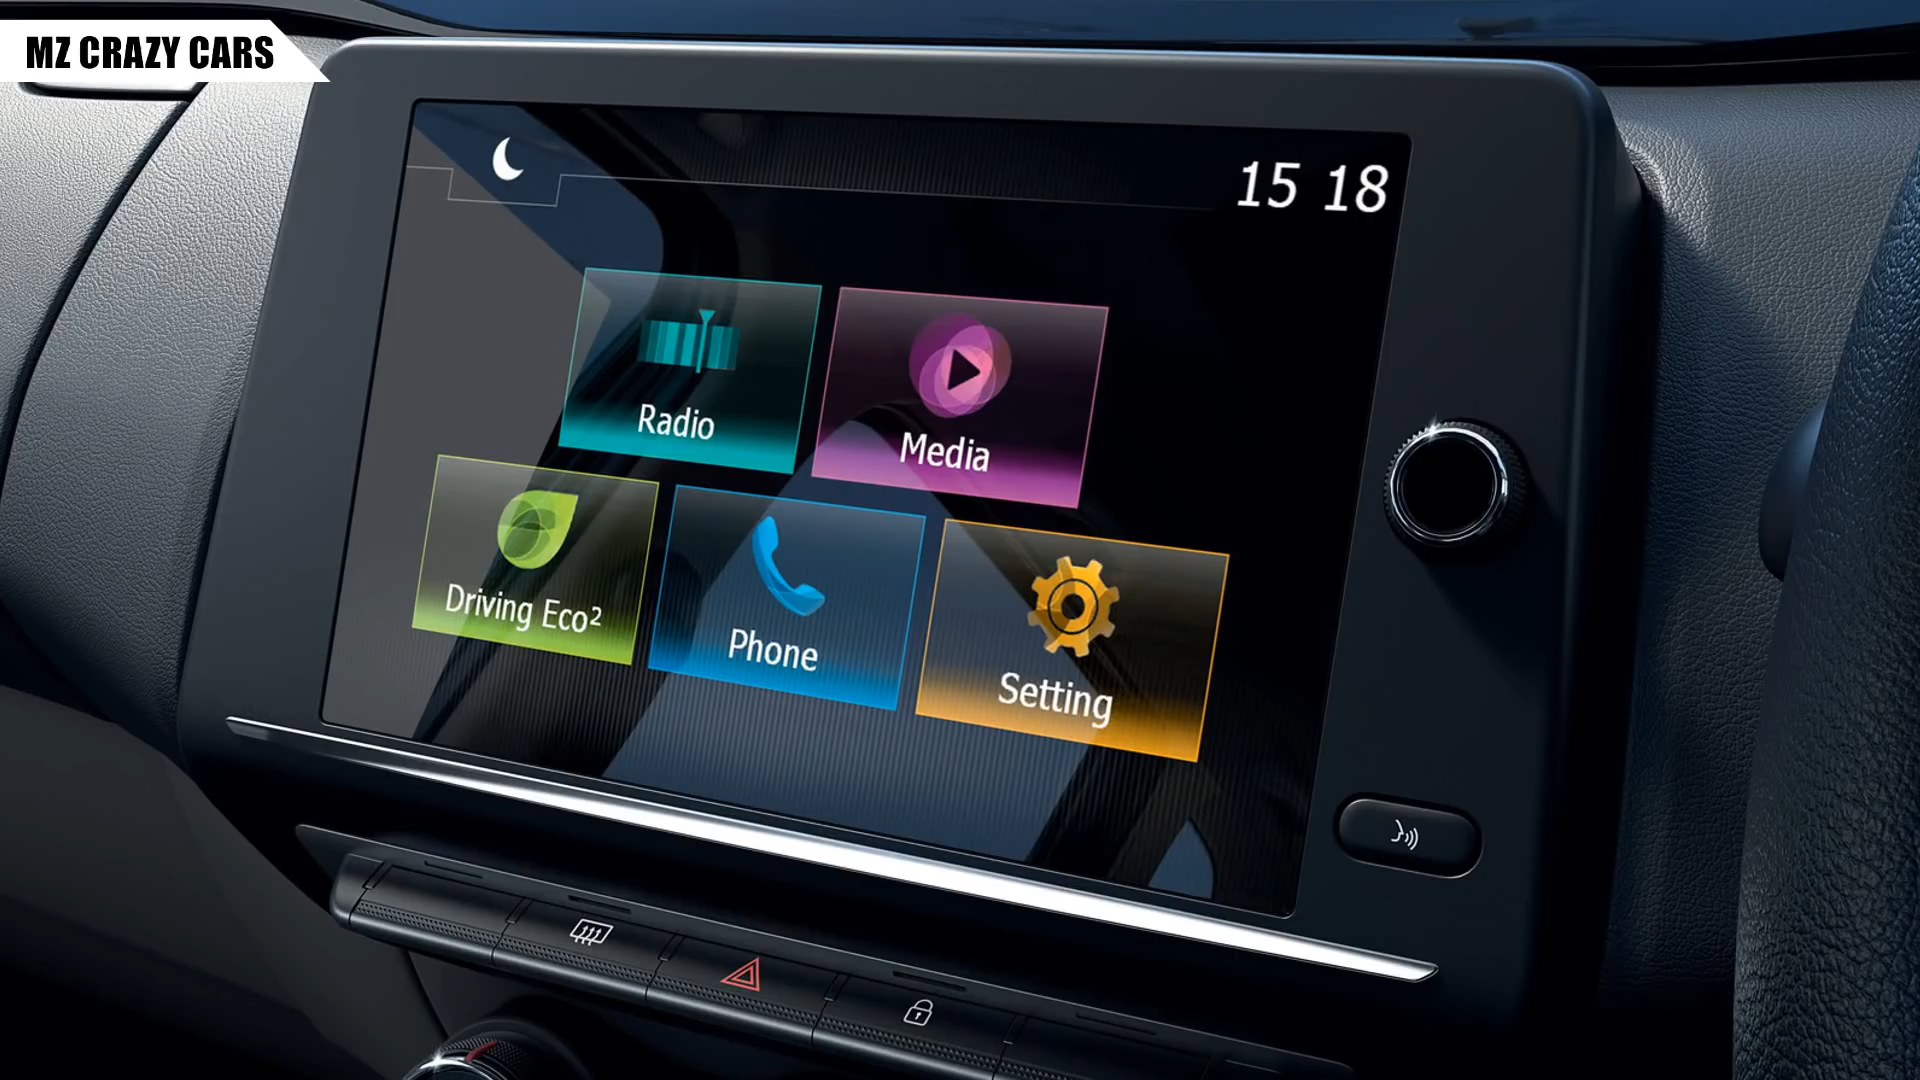 MZ CRAZY CARS
15 18
Radio
Media
Driving Eco²
Phone
Setting